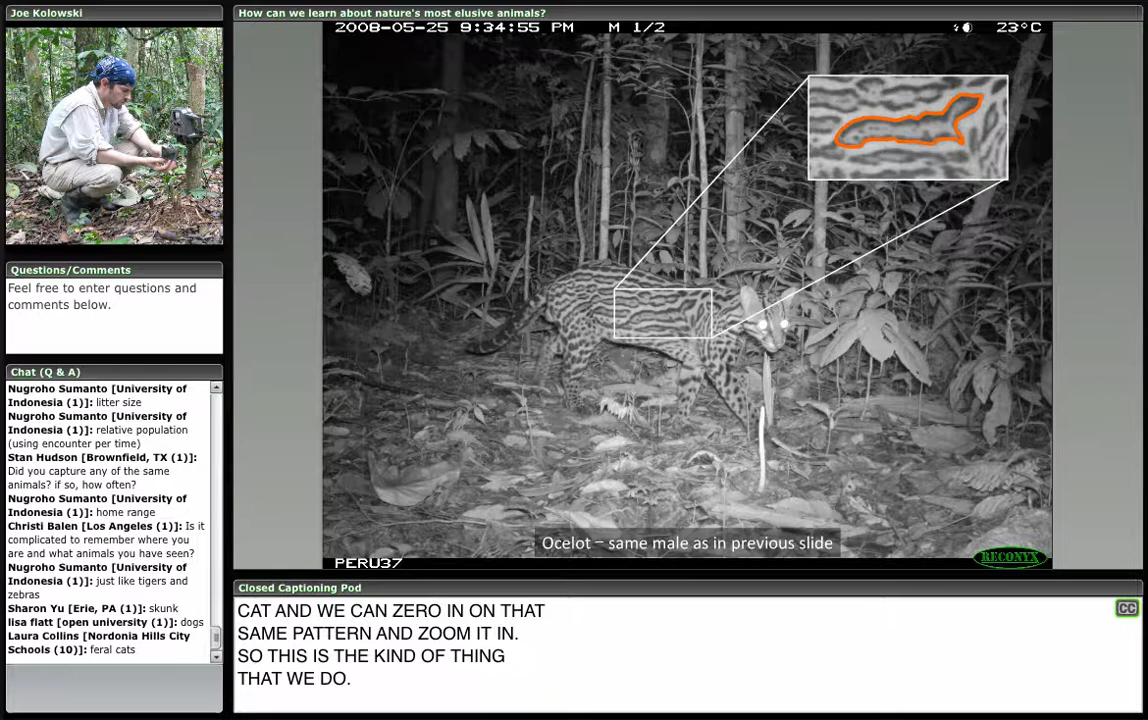 Joe Kolowski
How can we learn about nature's most elusive animals?
2008-05-25 9:34:55 PM M 1/2 23°C
Ocelot – same male as in previous slide
PERU37
RECONYX
Questions/Comments
Feel free to enter questions and
comments below.
Chat (Q & A)
Nugroho Sumanto [University of
Indonesia (1)]: litter size
Nugroho Sumanto [University of
Indonesia (1)]: relative population
(using encounter per time)
Stan Hudson [Brownfield, TX (1)]:
Did you capture any of the same
animals? if so, how often?
Nugroho Sumanto [University of
Indonesia (1)]: home range
Christi Balen [Los Angeles (1)]: Is it
complicated to remember where you
are and what animals you have seen?
Nugroho Sumanto [University of
Indonesia (1)]: just like tigers and
zebras
Sharon Yu [Erie, PA (1)]: skunk
lisa flatt [open university (1)]: dogs
Laura Collins [Nordonia Hills City
Schools (10)]: feral cats
Closed Captioning Pod
CC
CAT AND WE CAN ZERO IN ON THAT
SAME PATTERN AND ZOOM IT IN.
SO THIS IS THE KIND OF THING
THAT WE DO.